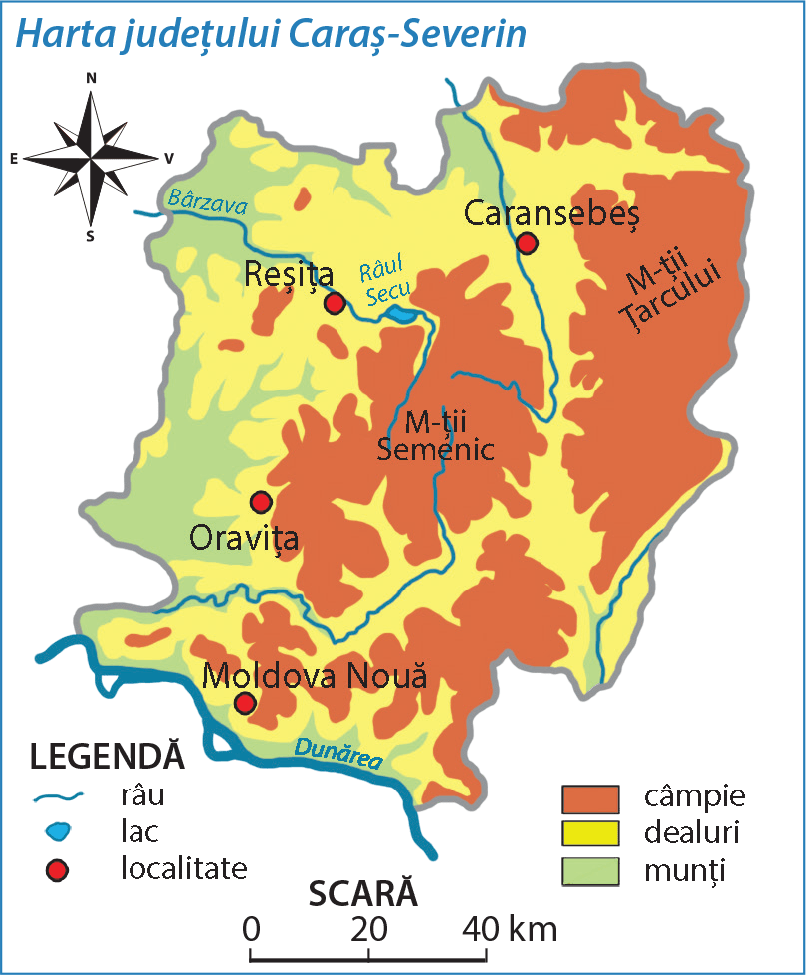 Harta județului Caraș-Severin
N
E
V
S
Bârzava
Caransebeș
Reșița
Râul
Secu
M-ții
Țarcului
M-ții
Semenic
Oravița
Moldova Nouă
Dunărea
LEGENDĂ
râu
lac
localitate
câmpie
dealuri
munți
SCARĂ
0 20 40 km